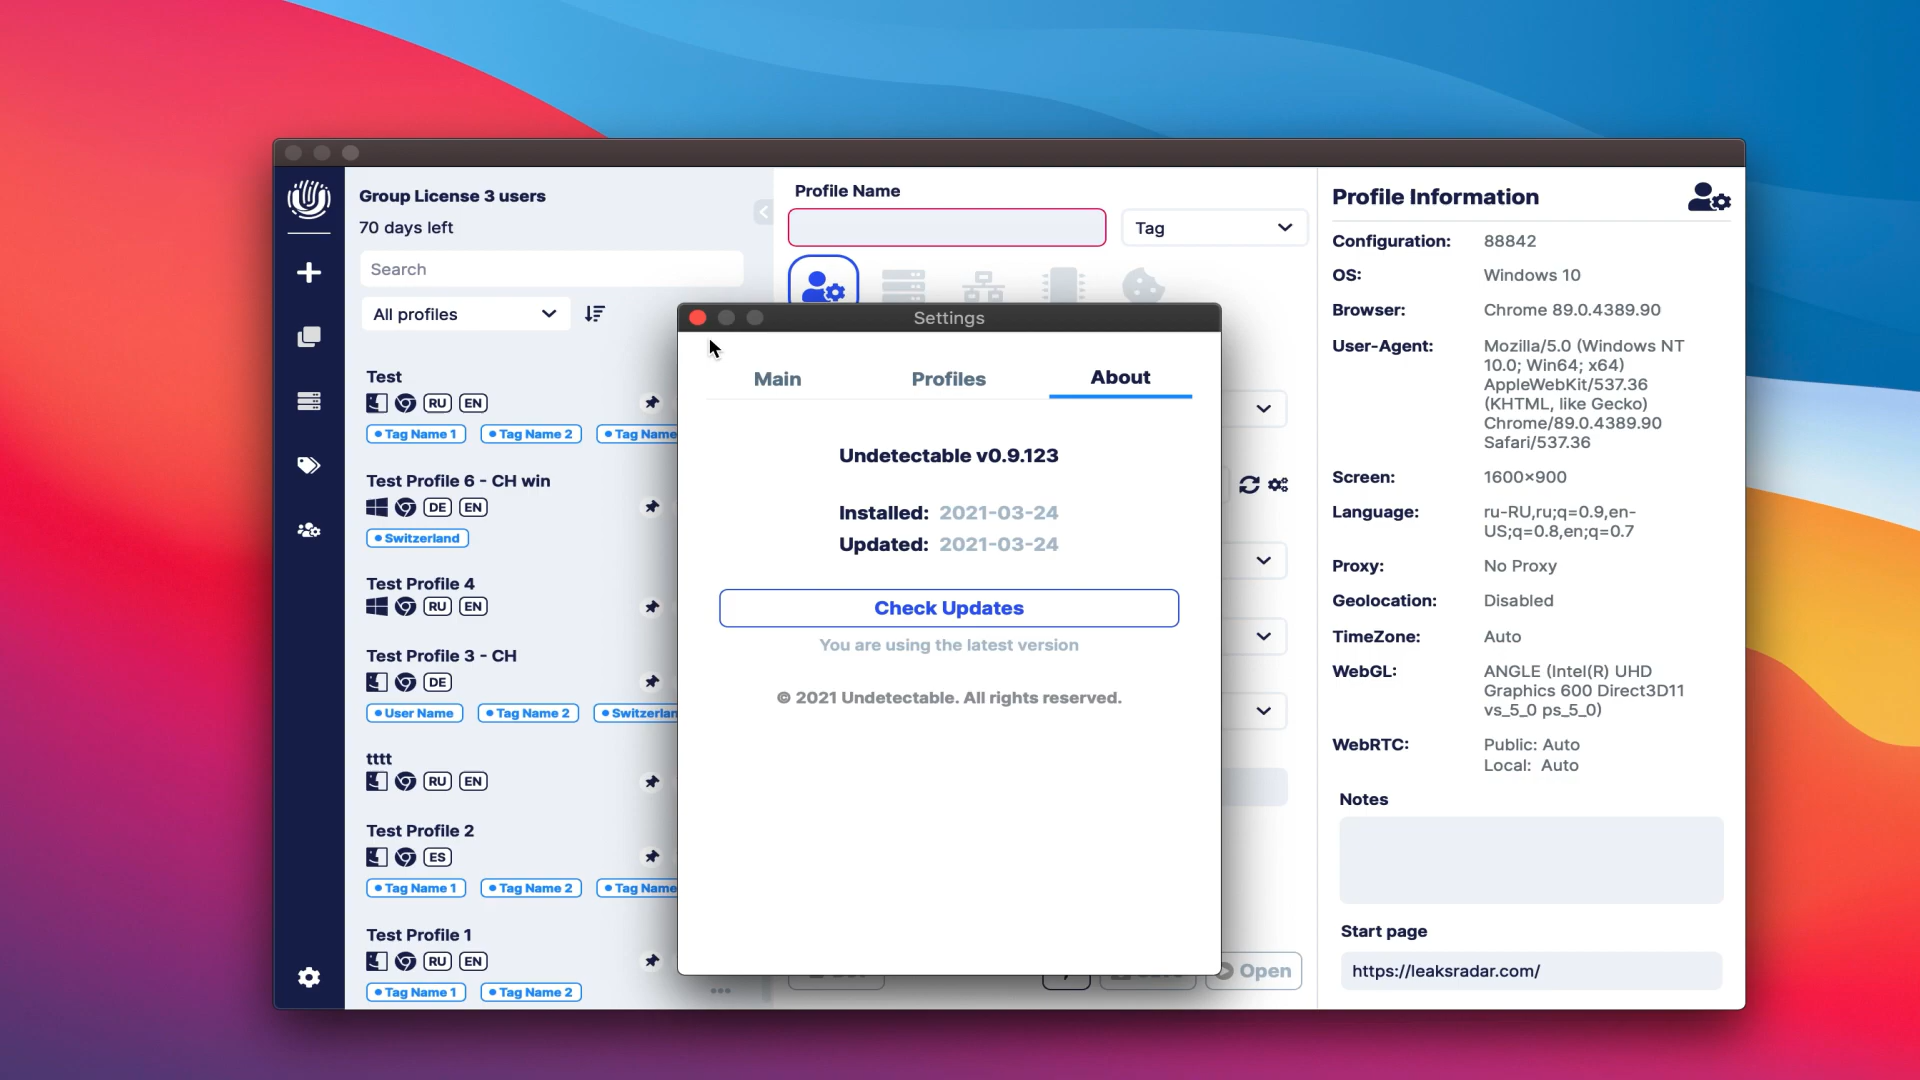 Group License 3 users
70 days left
Search
All profiles
Test
RU EN
Tag Name 1 Tag Name 2 Tag Name
Test Profile 6 - CH win
DE EN
Switzerland
Test Profile 4
RU EN
Test Profile 3 - CH
DE
User Name Tag Name 2 Switzerlan
tttt
RU EN
Test Profile 2
ES
Tag Name 1 Tag Name 2 Tag Name
Test Profile 1
RU EN
Tag Name 1 Tag Name 2
Profile Name
Tag
Settings
Main Profiles About
Undetectable v0.9.123
Installed: 2021-03-24
Updated: 2021-03-24
Check Updates
You are using the latest version
© 2021 Undetectable. All rights reserved.
Open
Profile Information
Configuration: 88842
OS: Windows 10
Browser: Chrome 89.0.4389.90
User-Agent: Mozilla/5.0 (Windows NT
10.0; Win64; x64)
AppleWebKit/537.36
(KHTML, like Gecko)
Chrome/89.0.4389.90
Safari/537.36
Screen: 1600×900
Language: ru-RU,ru;q=0.9,en-
US;q=0.8,en;q=0.7
Proxy: No Proxy
Geolocation: Disabled
TimeZone: Auto
WebGL: ANGLE (Intel(R) UHD
Graphics 600 Direct3D11
vs_5_0 ps_5_0)
WebRTC: Public: Auto
Local: Auto
Notes
Start page
https://leaksradar.com/